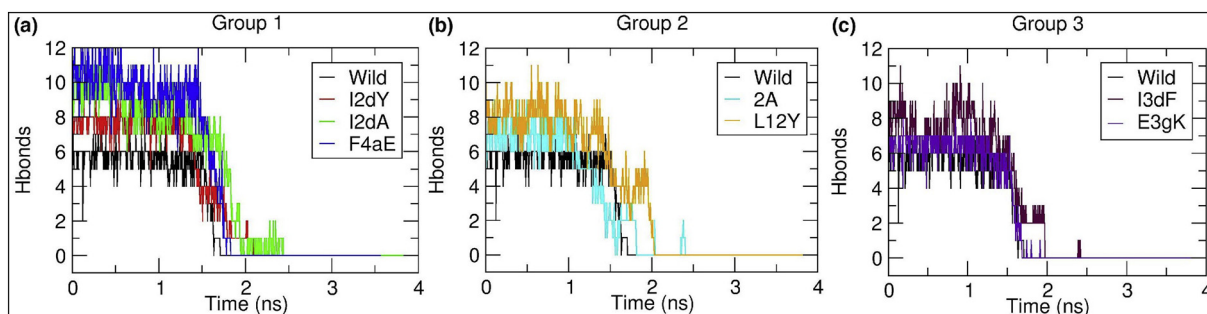 (a)
Group 1
12
10
8
6
4
2
0
Hbonds
Wild
I2dY
I2dA
F4aE
0
1
2
3
4
Time (ns)
(b)
Group 2
12
10
8
6
4
2
0
Hbonds
Wild
2A
L12Y
0
1
2
3
4
Time (ns)
(c)
Group 3
12
10
8
6
4
2
0
Hbonds
Wild
I3dF
E3gK
0
1
2
3
4
Time (ns)